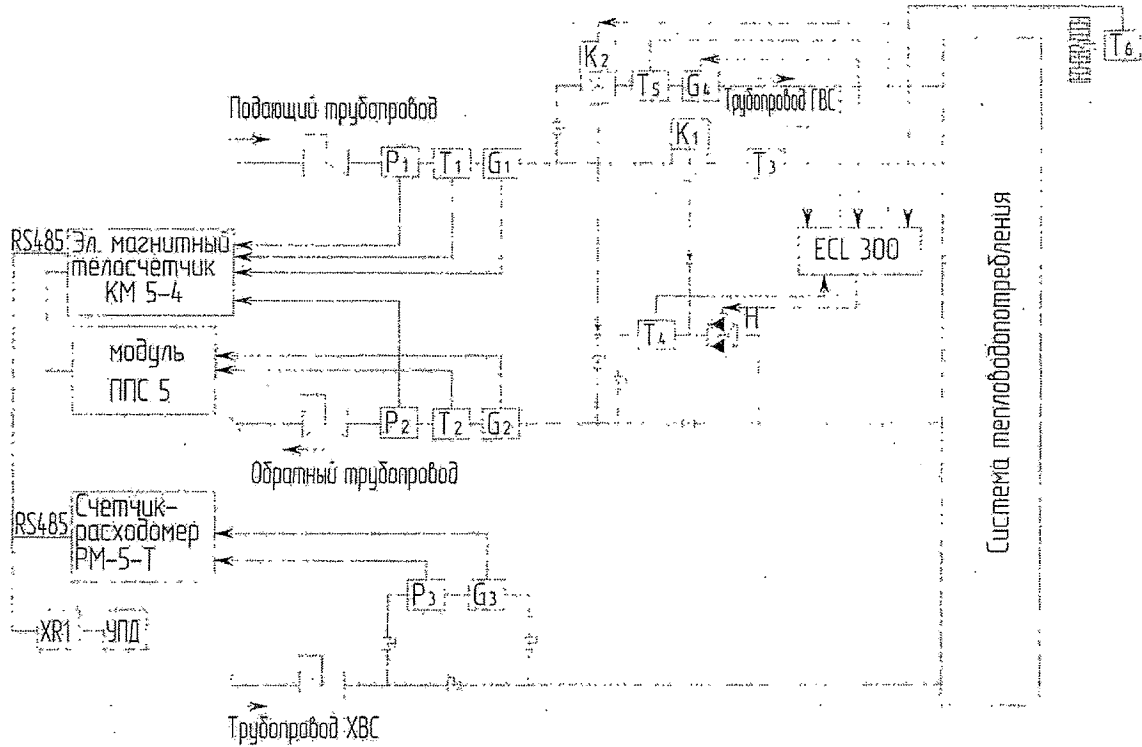 K2
T5
G4
T6
Трубопровод ГВС
Подающий трубопровод
K1
P1
T1
G1
T3
RS485
Эл. магнитный
теласчётчик
КМ 5-4
ECL 300
Система тепловодопотребления
H
T4
модуль
ППС 5
P2
T2
G2
Обратный трубопровод
RS485
Счетчик-
расходомер
РМ-5-Т
P3
G3
XR1
УПД
Трубопровод ХВС